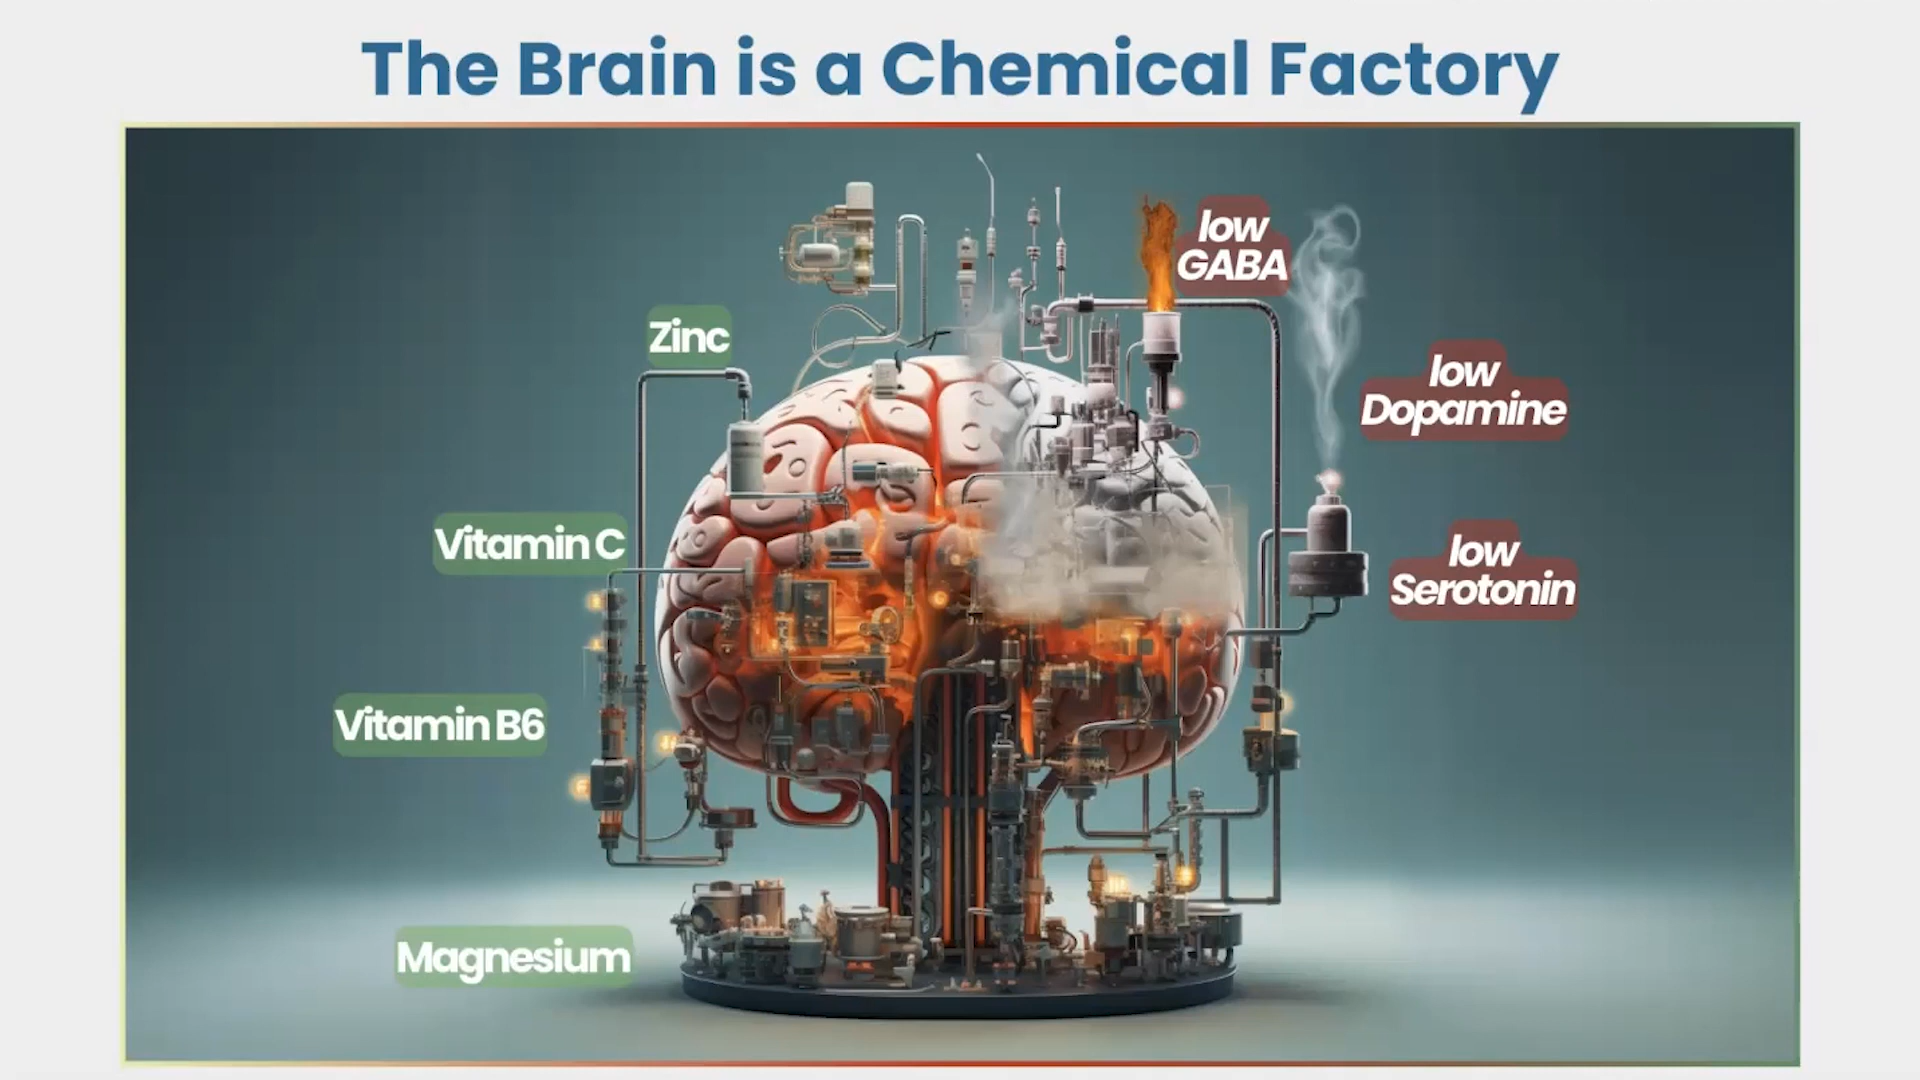 The Brain is a Chemical Factory
low
GABA
Zinc
low
Dopamine
Vitamin C
low
Serotonin
Vitamin B6
Magnesium